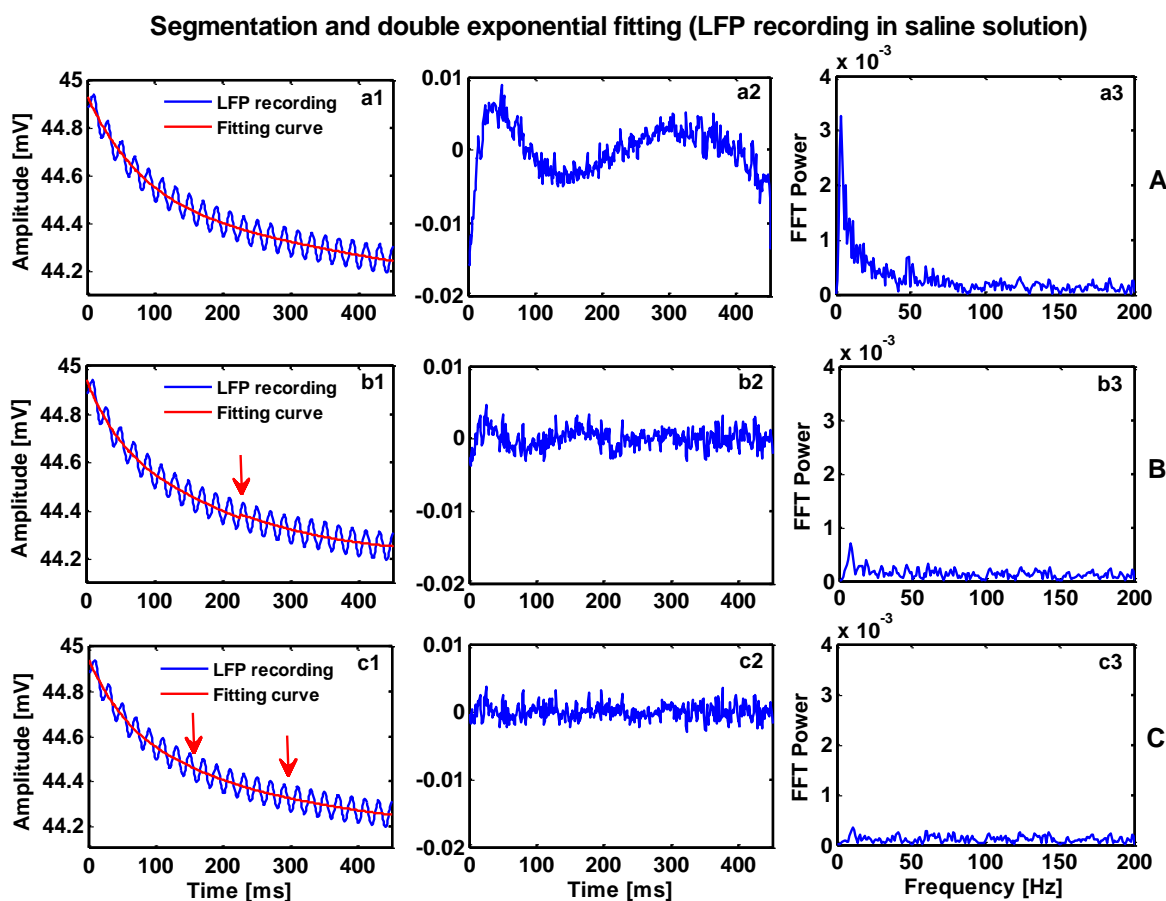 Segmentation and double exponential fitting (LFP recording in saline solution)
Amplitude [mV]
45
44.8
44.6
44.4
44.2
LFP recording
Fitting curve
a1
0 100 200 300 400
0.01
0
-0.01
-0.02
a2
0 100 200 300 400
x 10^-3
FFT Power
4
3
2
1
0
a3
0 50 100 150 200
A
Amplitude [mV]
45
44.8
44.6
44.4
44.2
LFP recording
Fitting curve
b1
0 100 200 300 400
0.01
0
-0.01
-0.02
b2
0 100 200 300 400
x 10^-3
FFT Power
4
3
2
1
0
b3
0 50 100 150 200
B
Amplitude [mV]
45
44.8
44.6
44.4
44.2
LFP recording
Fitting curve
c1
0 100 200 300 400
Time [ms]
0.01
0
-0.01
-0.02
c2
0 100 200 300 400
Time [ms]
x 10^-3
FFT Power
4
3
2
1
0
c3
0 50 100 150 200
Frequency [Hz]
C